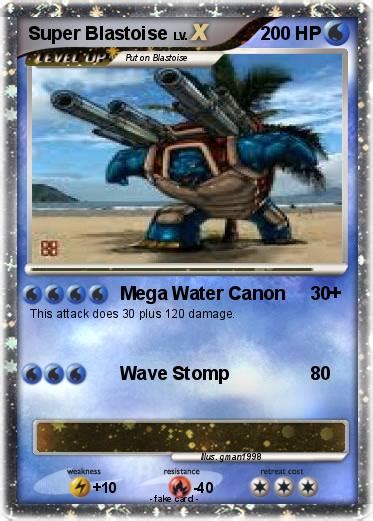 Super Blastoise LV. X 200 HP
LEVEL-UP Put on Blastoise
Mega Water Canon 30+
This attack does 30 plus 120 damage.
Wave Stomp 80
Illus. gman1998
weakness resistance retreat cost
+10 -40
- fake card -